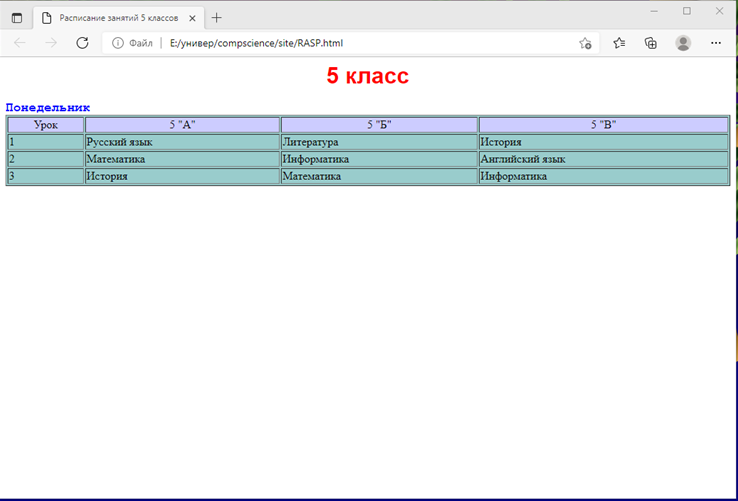 Расписание занятий 5 классов
Файл | E:/универ/compscience/site/RASP.html
5 класс
Понедельник
Урок 5 "А" 5 "Б" 5 "В"
1 Русский язык Литература История
2 Математика Информатика Английский язык
3 История Математика Информатика